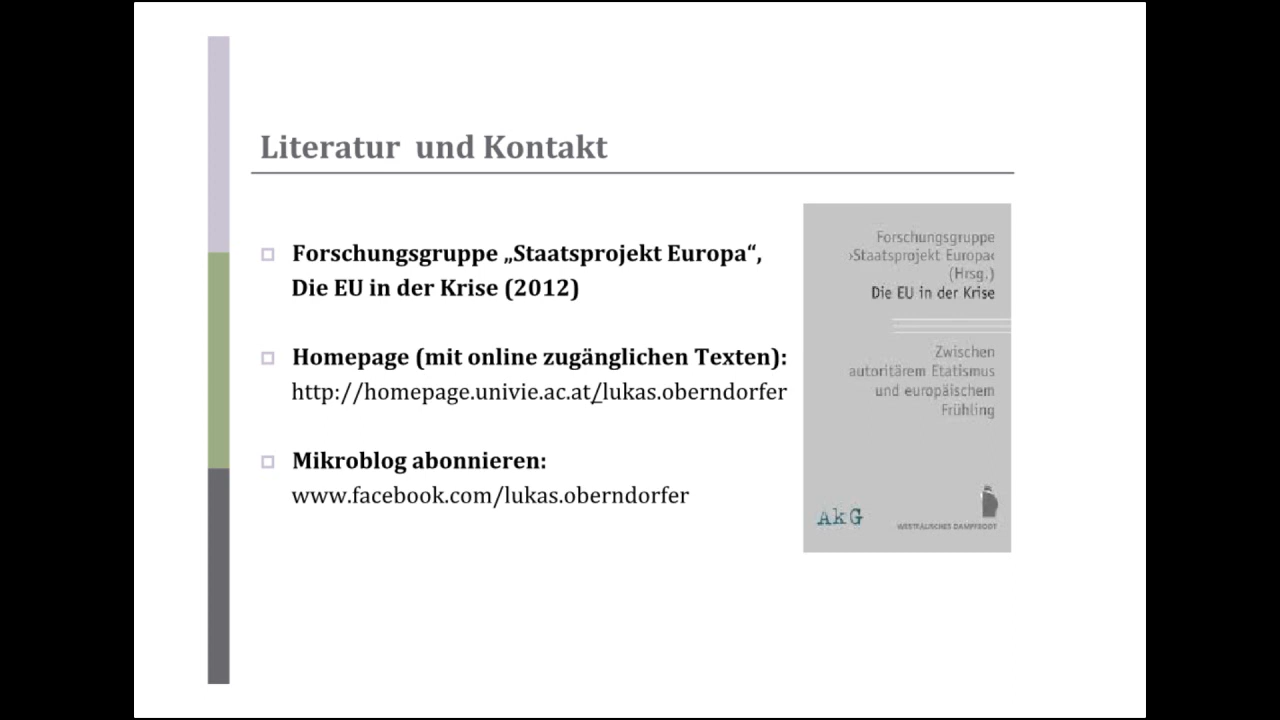 Literatur und Kontakt
Forschungsgruppe „Staatsprojekt Europa“,
Die EU in der Krise (2012)
Homepage (mit online zugänglichen Texten):
http://homepage.univie.ac.at/lukas.oberndorfer
Mikroblog abonnieren:
www.facebook.com/lukas.oberndorfer
Forschungsgruppe
›Staatsprojekt Europa‹
(Hrsg.)
Die EU in der Krise
Zwischen
autoritärem Etatismus
und europäischem
Frühling
AkG
WESTFÄLISCHES DAMPFBOOT